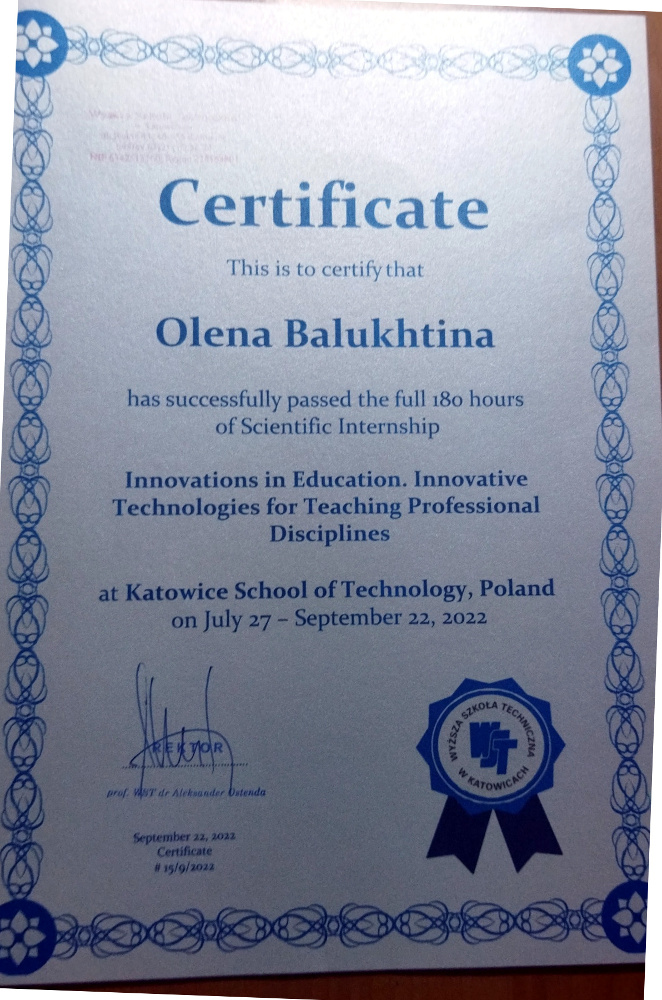 Certificate
This is to certify that
Olena Balukhtina
has successfully passed the full 180 hours
of Scientific Internship
Innovations in Education. Innovative
Technologies for Teaching Professional
Disciplines
at Katowice School of Technology, Poland
on July 27 – September 22, 2022
REKTOR
prof. WST dr Aleksander Ostenda
September 22, 2022
Certificate
# 15/9/2022
WYŻSZA SZKOŁA TECHNICZNA
WST
W KATOWICACH